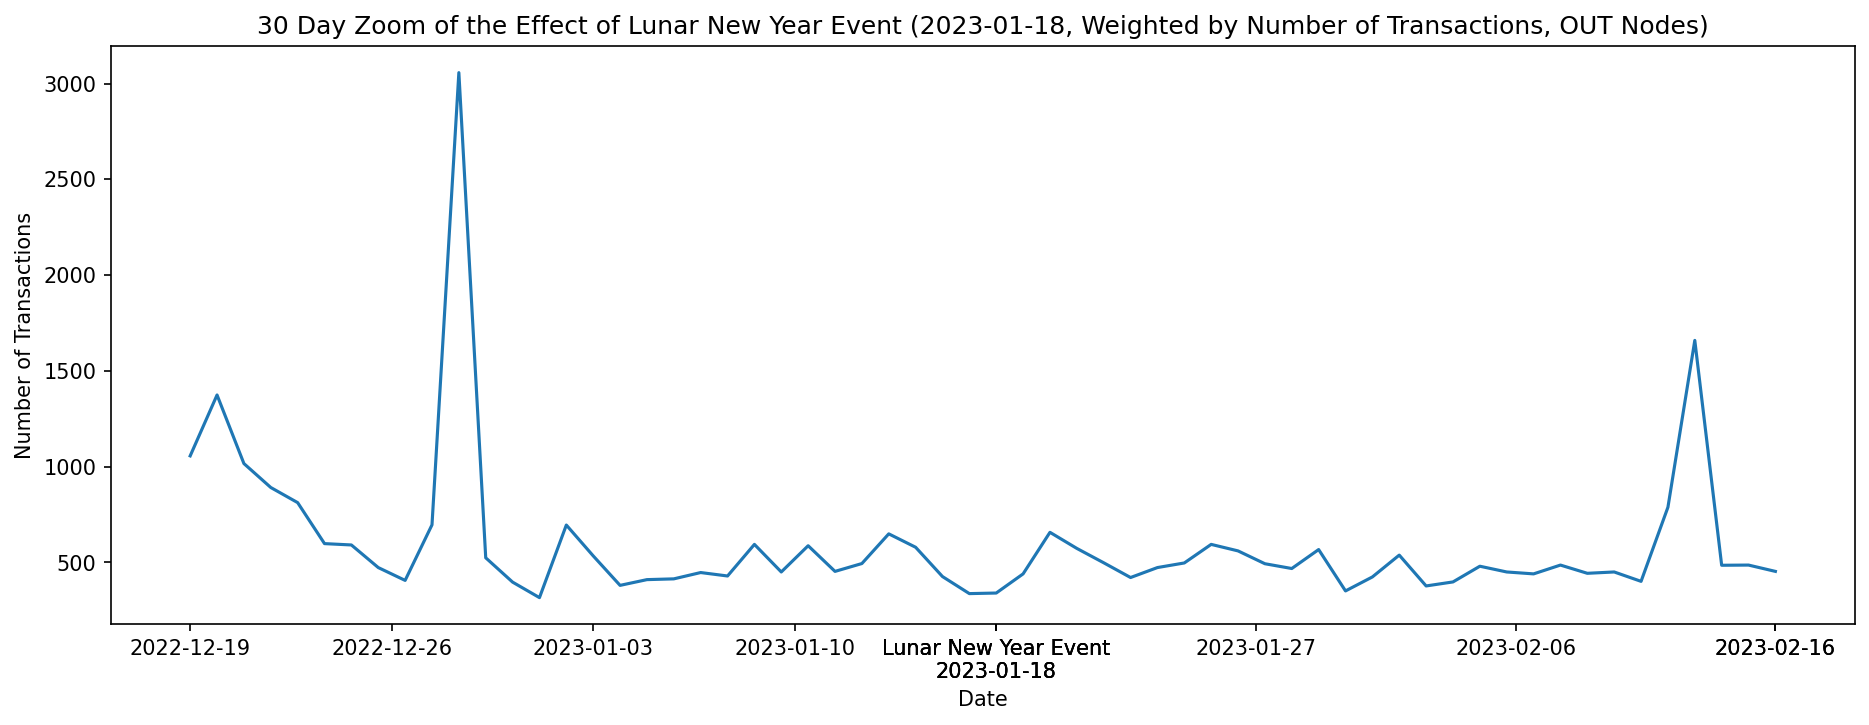 30 Day Zoom of the Effect of Lunar New Year Event (2023-01-18, Weighted by Number of Transactions, OUT Nodes)
Number of Transactions
3000
2500
2000
1500
1000
500
2022-12-19 2022-12-26 2023-01-03 2023-01-10 Lunar New Year Event 2023-01-27 2023-02-06 2023-02-16
2023-01-18
Date